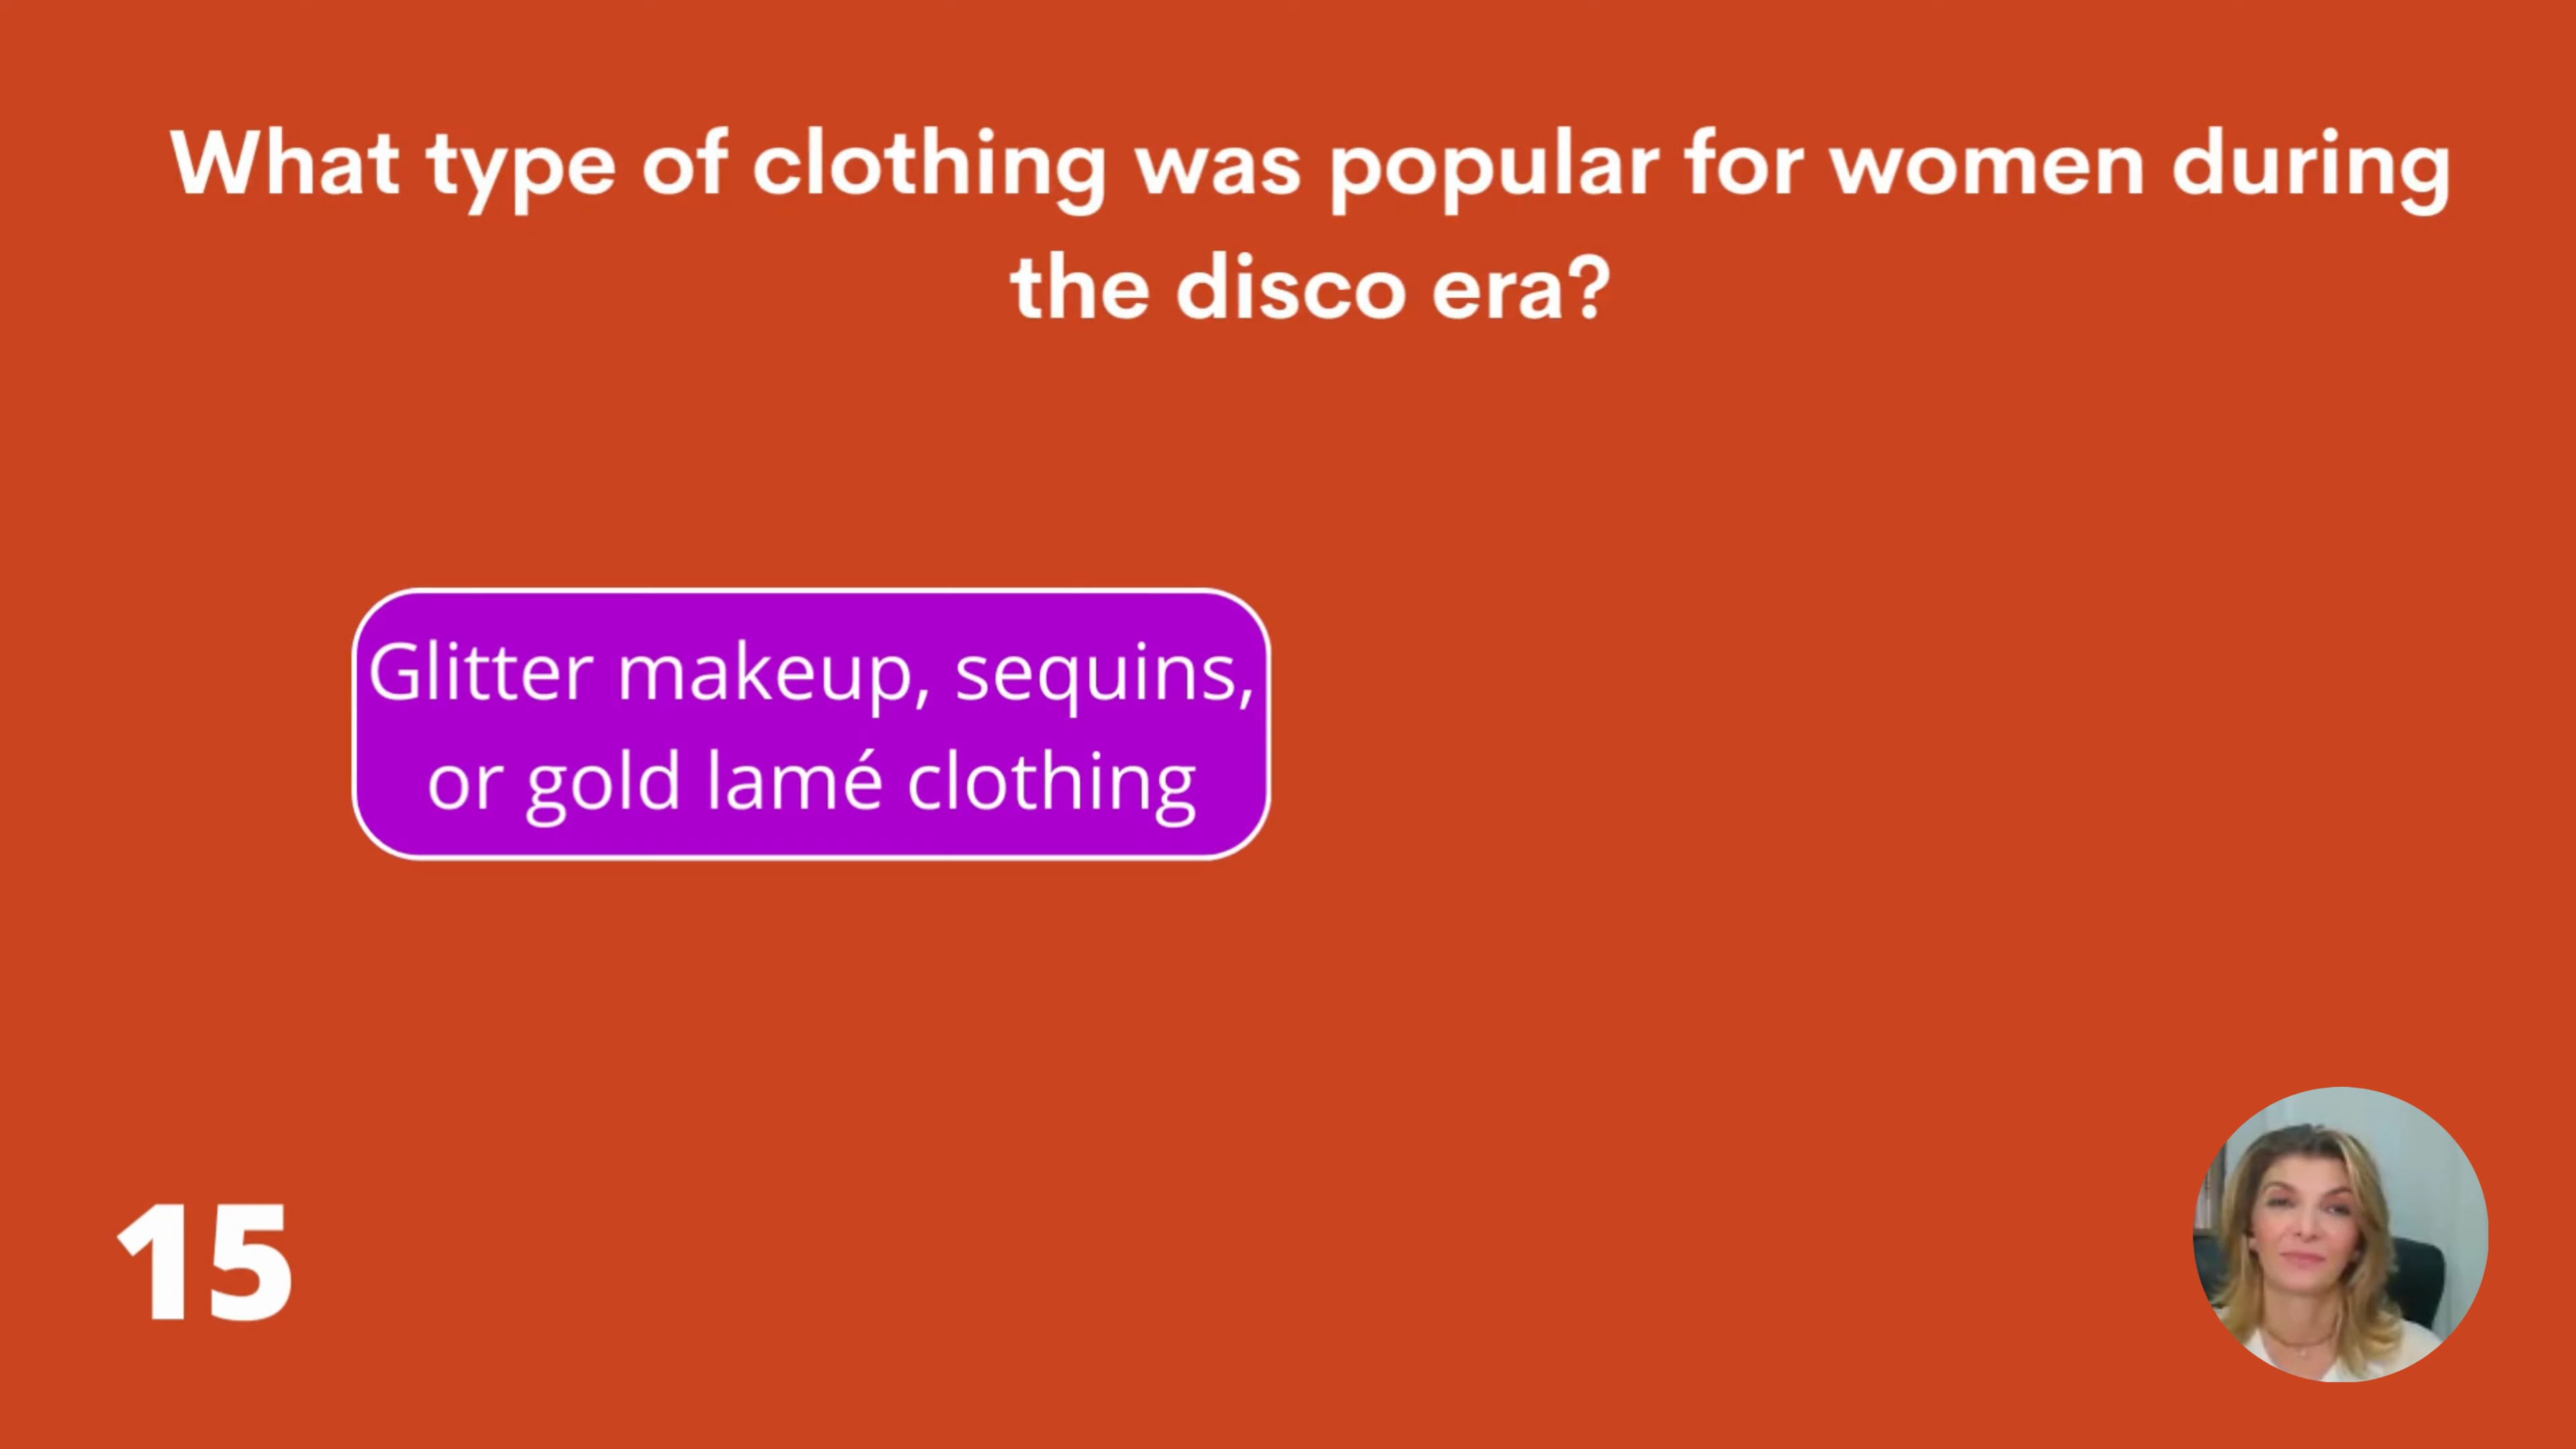 What type of clothing was popular for women during
the disco era?
Glitter makeup, sequins,
or gold lamé clothing
15